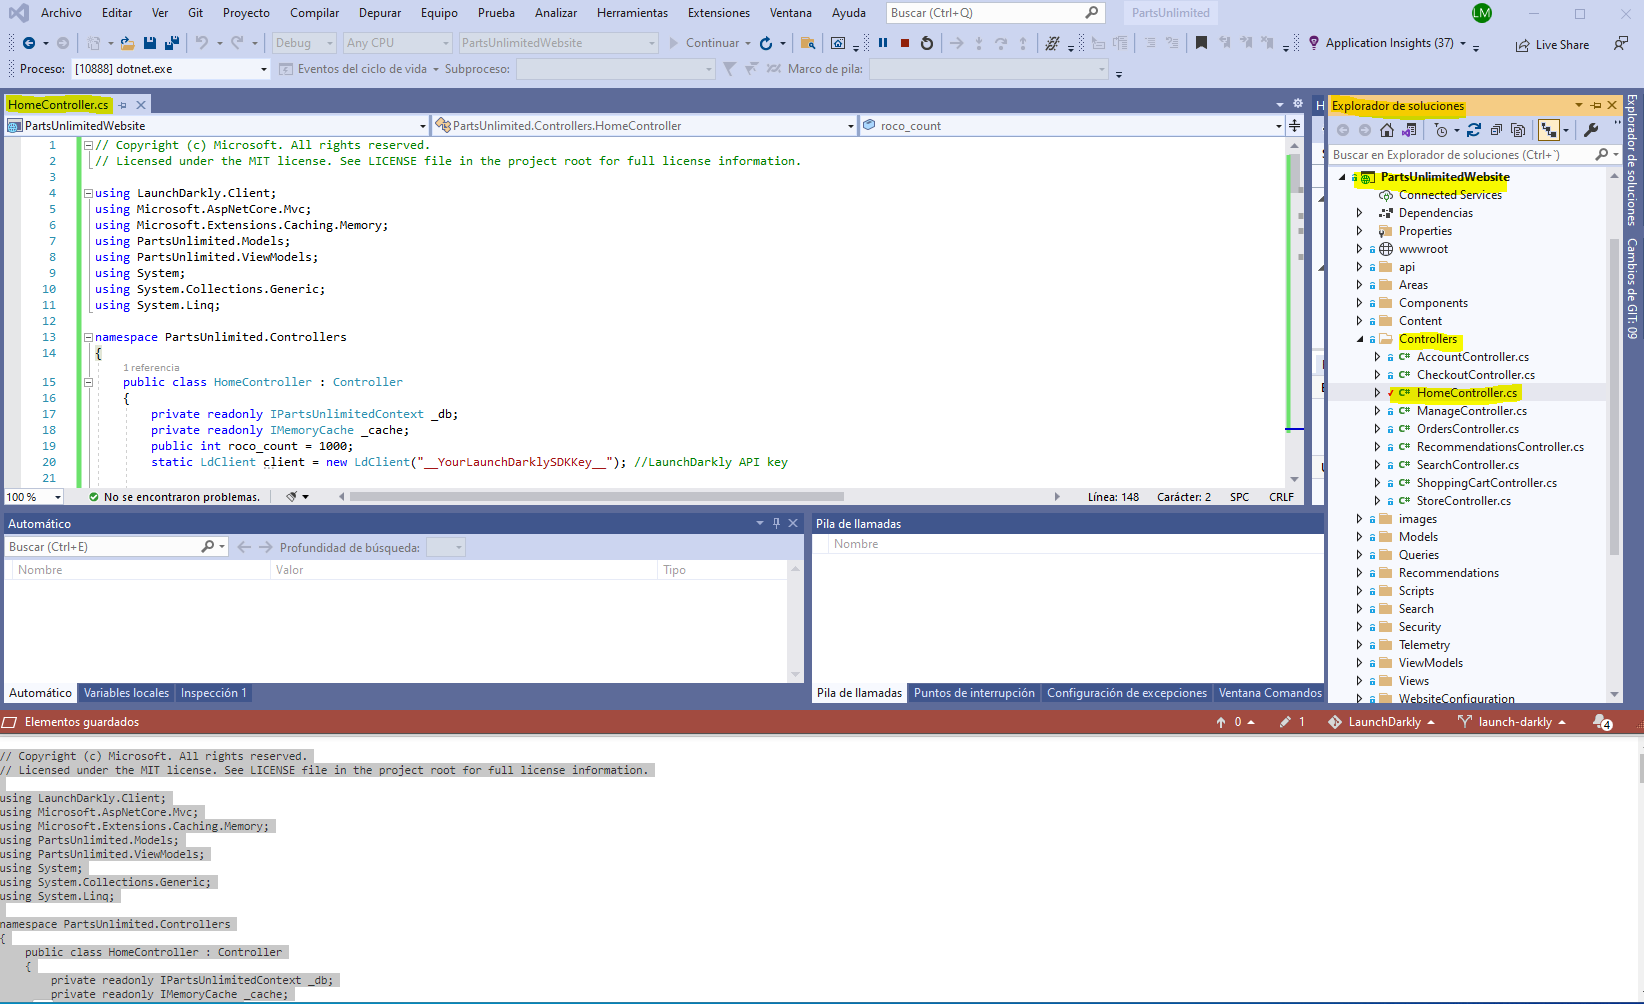 Archivo Editar Ver Git Proyecto Compilar Depurar Equipo Prueba Analizar Herramientas Extensiones Ventana Ayuda Buscar (Ctrl+Q) PartsUnlimited LM
Debug Any CPU PartsUnlimitedWebsite Continuar Application Insights (37) Live Share
Proceso: [10888] dotnet.exe Eventos del ciclo de vida Subproceso: Marco de pila:
HomeController.cs
PartsUnlimitedWebsite PartsUnlimited.Controllers.HomeController roco_count
1 // Copyright (c) Microsoft. All rights reserved.
2 // Licensed under the MIT license. See LICENSE file in the project root for full license information.
3
4 using LaunchDarkly.Client;
5 using Microsoft.AspNetCore.Mvc;
6 using Microsoft.Extensions.Caching.Memory;
7 using PartsUnlimited.Models;
8 using PartsUnlimited.ViewModels;
9 using System;
10 using System.Collections.Generic;
11 using System.Linq;
12
13 namespace PartsUnlimited.Controllers
14 {
1 referencia
15 public class HomeController : Controller
16 {
17 private readonly IPartsUnlimitedContext _db;
18 private readonly IMemoryCache _cache;
19 public int roco_count = 1000;
20 static LdClient client = new LdClient("__YourLaunchDarklySDKKey__"); //LaunchDarkly API key
21
100 % No se encontraron problemas. Línea: 148 Carácter: 2 SPC CRLF
Automático
Buscar (Ctrl+E) Profundidad de búsqueda:
Nombre Valor Tipo
Automático Variables locales Inspección 1
Pila de llamadas
Nombre
Pila de llamadas Puntos de interrupción Configuración de excepciones Ventana Comandos
Explorador de soluciones
Buscar en Explorador de soluciones (Ctrl+`)
PartsUnlimitedWebsite
Connected Services
Dependencias
Properties
wwwroot
api
Areas
Components
Content
Controllers
C# AccountController.cs
C# CheckoutController.cs
C# HomeController.cs
C# ManageController.cs
C# OrdersController.cs
C# RecommendationsController.cs
C# SearchController.cs
C# ShoppingCartController.cs
C# StoreController.cs
images
Models
Queries
Recommendations
Scripts
Search
Security
Telemetry
ViewModels
Views
WebsiteConfiguration
Explorador de soluciones
Cambios de GIT: 09
Elementos guardados 0 1 LaunchDarkly launch-darkly 4
// Copyright (c) Microsoft. All rights reserved.
// Licensed under the MIT license. See LICENSE file in the project root for full license information.
using LaunchDarkly.Client;
using Microsoft.AspNetCore.Mvc;
using Microsoft.Extensions.Caching.Memory;
using PartsUnlimited.Models;
using PartsUnlimited.ViewModels;
using System;
using System.Collections.Generic;
using System.Linq;
namespace PartsUnlimited.Controllers
{
public class HomeController : Controller
{
private readonly IPartsUnlimitedContext _db;
private readonly IMemoryCache _cache;